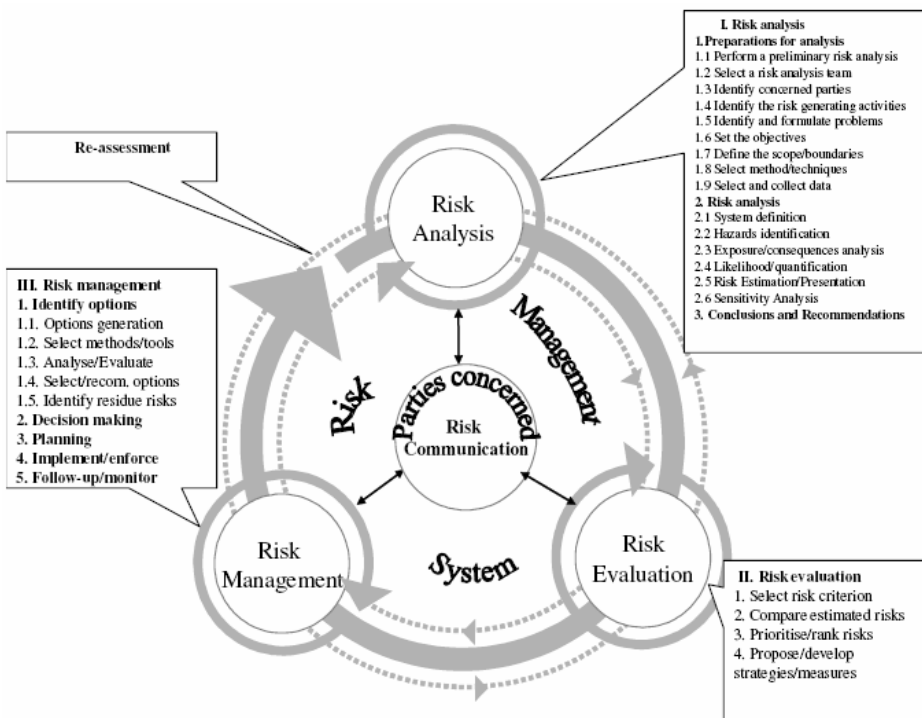 I. Risk analysis
1. Preparations for analysis
1.1 Perform a preliminary risk analysis
1.2 Select a risk analysis team
1.3 Identify concerned parties
1.4 Identify the risk generating activities
1.5 Identify and formulate problems
1.6 Set the objectives
1.7 Define the scope/boundaries
1.8 Select method/techniques
1.9 Select and collect data
2. Risk analysis
2.1 System definition
2.2 Hazards identification
2.3 Exposure/consequences analysis
2.4 Likelihood/quantification
2.5 Risk Estimation/Presentation
2.6 Sensitivity Analysis
3. Conclusions and Recommendations
Re-assessment
Risk
Analysis
III. Risk management
1. Identify options
1.1. Options generation
1.2. Select methods/tools
1.3. Analyse/Evaluate
1.4. Select/recom. options
1.5. Identify residue risks
2. Decision making
3. Planning
4. Implement/enforce
5. Follow-up/monitor
Risk
Management
System
Parties concerned
Risk
Communication
Risk
Management
Risk
Evaluation
II. Risk evaluation
1. Select risk criterion
2. Compare estimated risks
3. Prioritise/rank risks
4. Propose/develop
strategies/measures